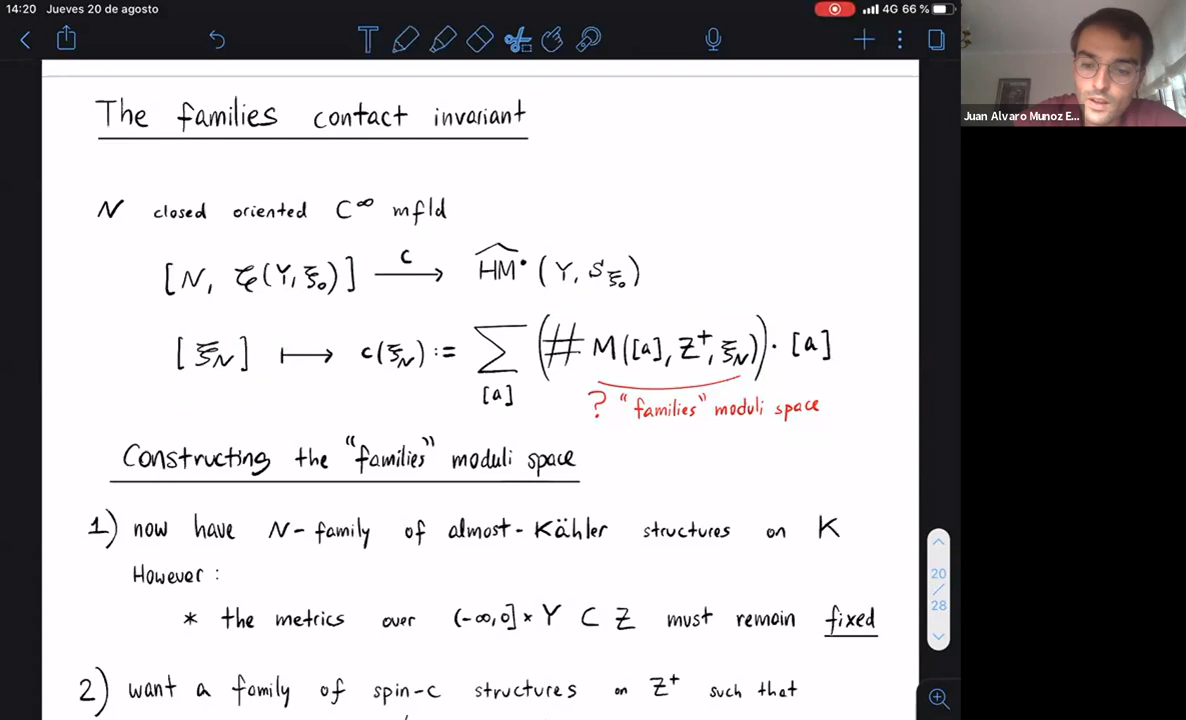 14:20 Jueves 20 de agosto
4G 66 %
Juan Alvaro Munoz E...
The families contact invariant
N closed oriented C^∞ mfld
[N, 𝒞(Y, ξ₀)] —c→ \widehat{HM}^•(Y, s_{ξ₀})
[ξ_N] ⟼ c(ξ_N) := ∑_{[a]} (# M([a], Z⁺, ξ_N)) · [a]
? "families" moduli space
Constructing the "families" moduli space
1) now have N-family of almost-Kähler structures on K
However :
* the metrics over (-∞,0] × Y ⊂ Z must remain fixed
20
/
28
2) want a family of spin-c structures on Z⁺ such that